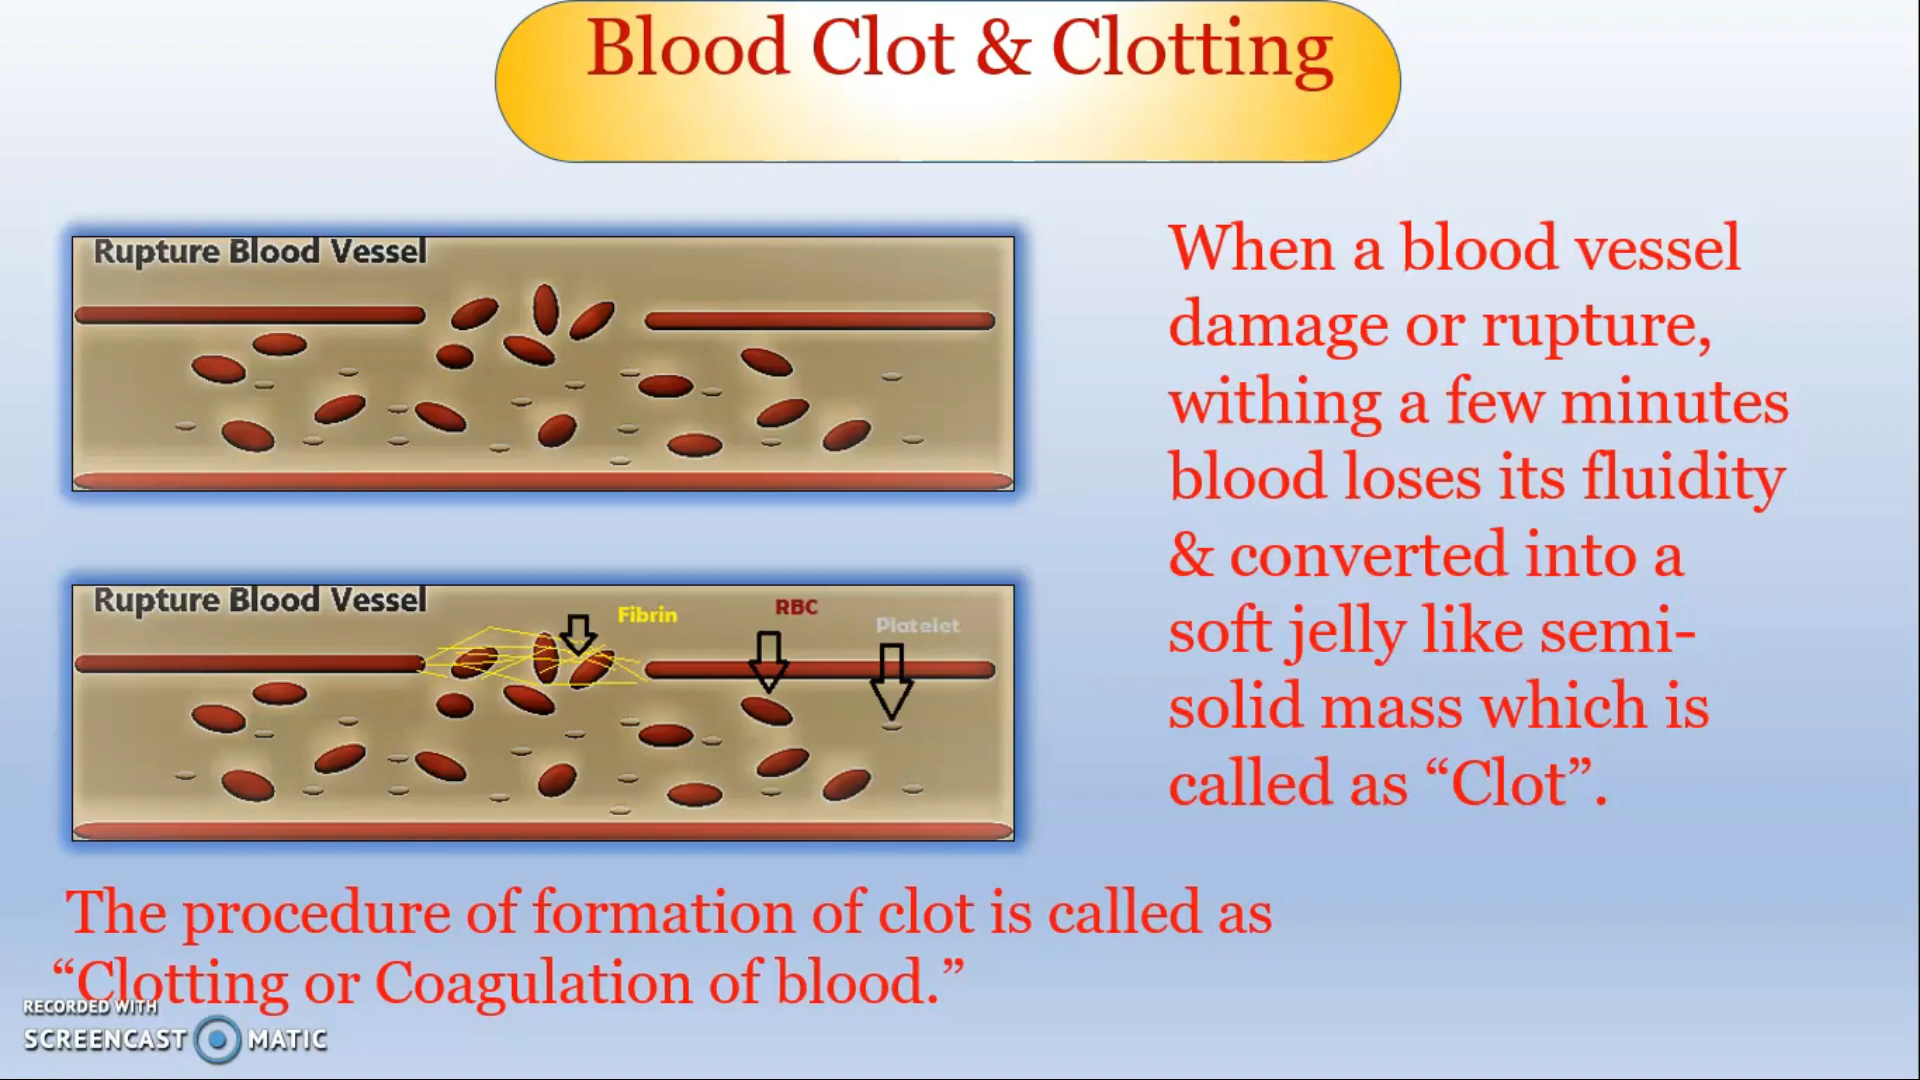 Blood Clot & Clotting
Rupture Blood Vessel
When a blood vessel
damage or rupture,
withing a few minutes
blood loses its fluidity
& converted into a
soft jelly like semi-
solid mass which is
called as “Clot”.
Rupture Blood Vessel
Fibrin
RBC
Platelet
The procedure of formation of clot is called as
“Clotting or Coagulation of blood.”
RECORDED WITH
SCREENCAST MATIC